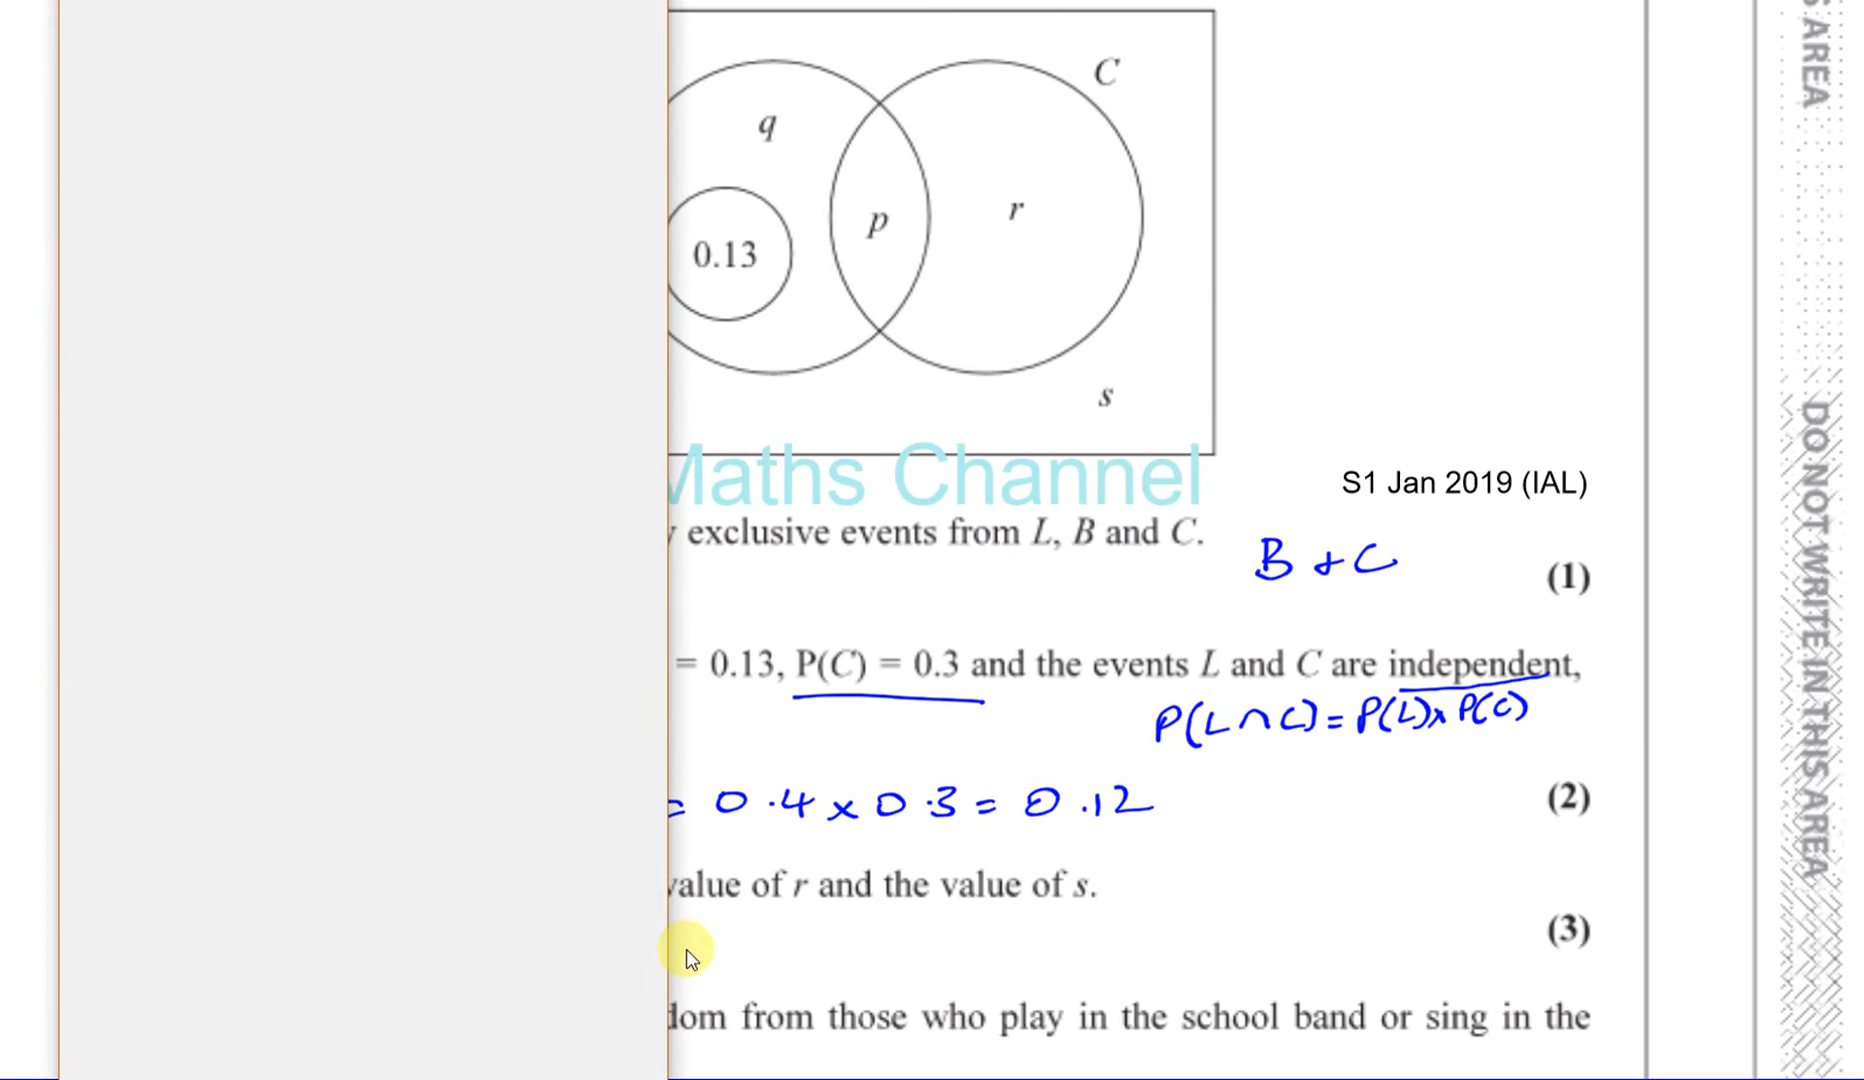 C
q
p
r
0.13
s
Maths Channel
S1 Jan 2019 (IAL)
exclusive events from L, B and C.
B & C
(1)
= 0.13, P(C) = 0.3 and the events L and C are independent,
P(L ∩ C) = P(L) x P(C)
= 0.4 x 0.3 = 0.12
(2)
value of r and the value of s.
(3)
from those who play in the school band or sing in the
AREA
DO NOT WRITE IN THIS AREA